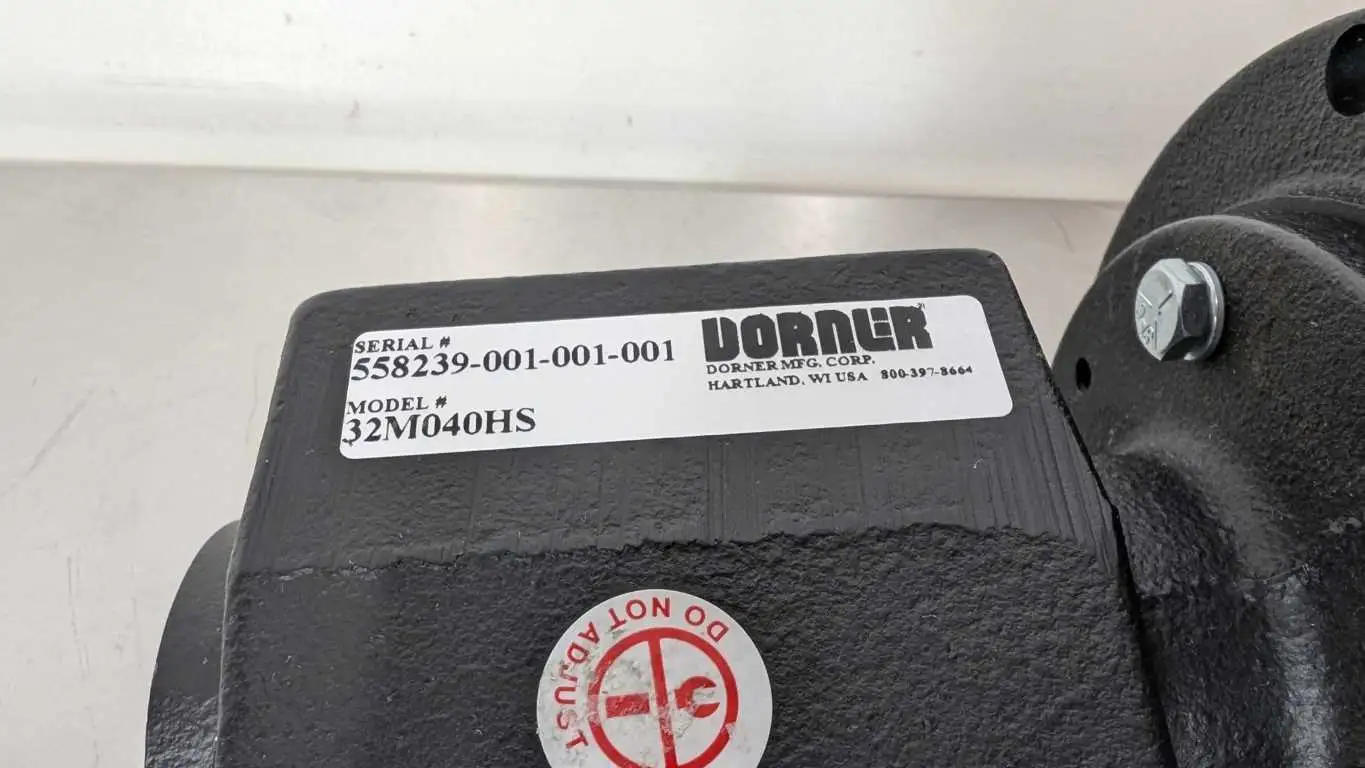 SERIAL #
558239-001-001-001
MODEL #
32M040HS
DORNER
DORNER MFG. CORP.
HARTLAND, WI USA 800-397-8664
DO NOT ADJUST